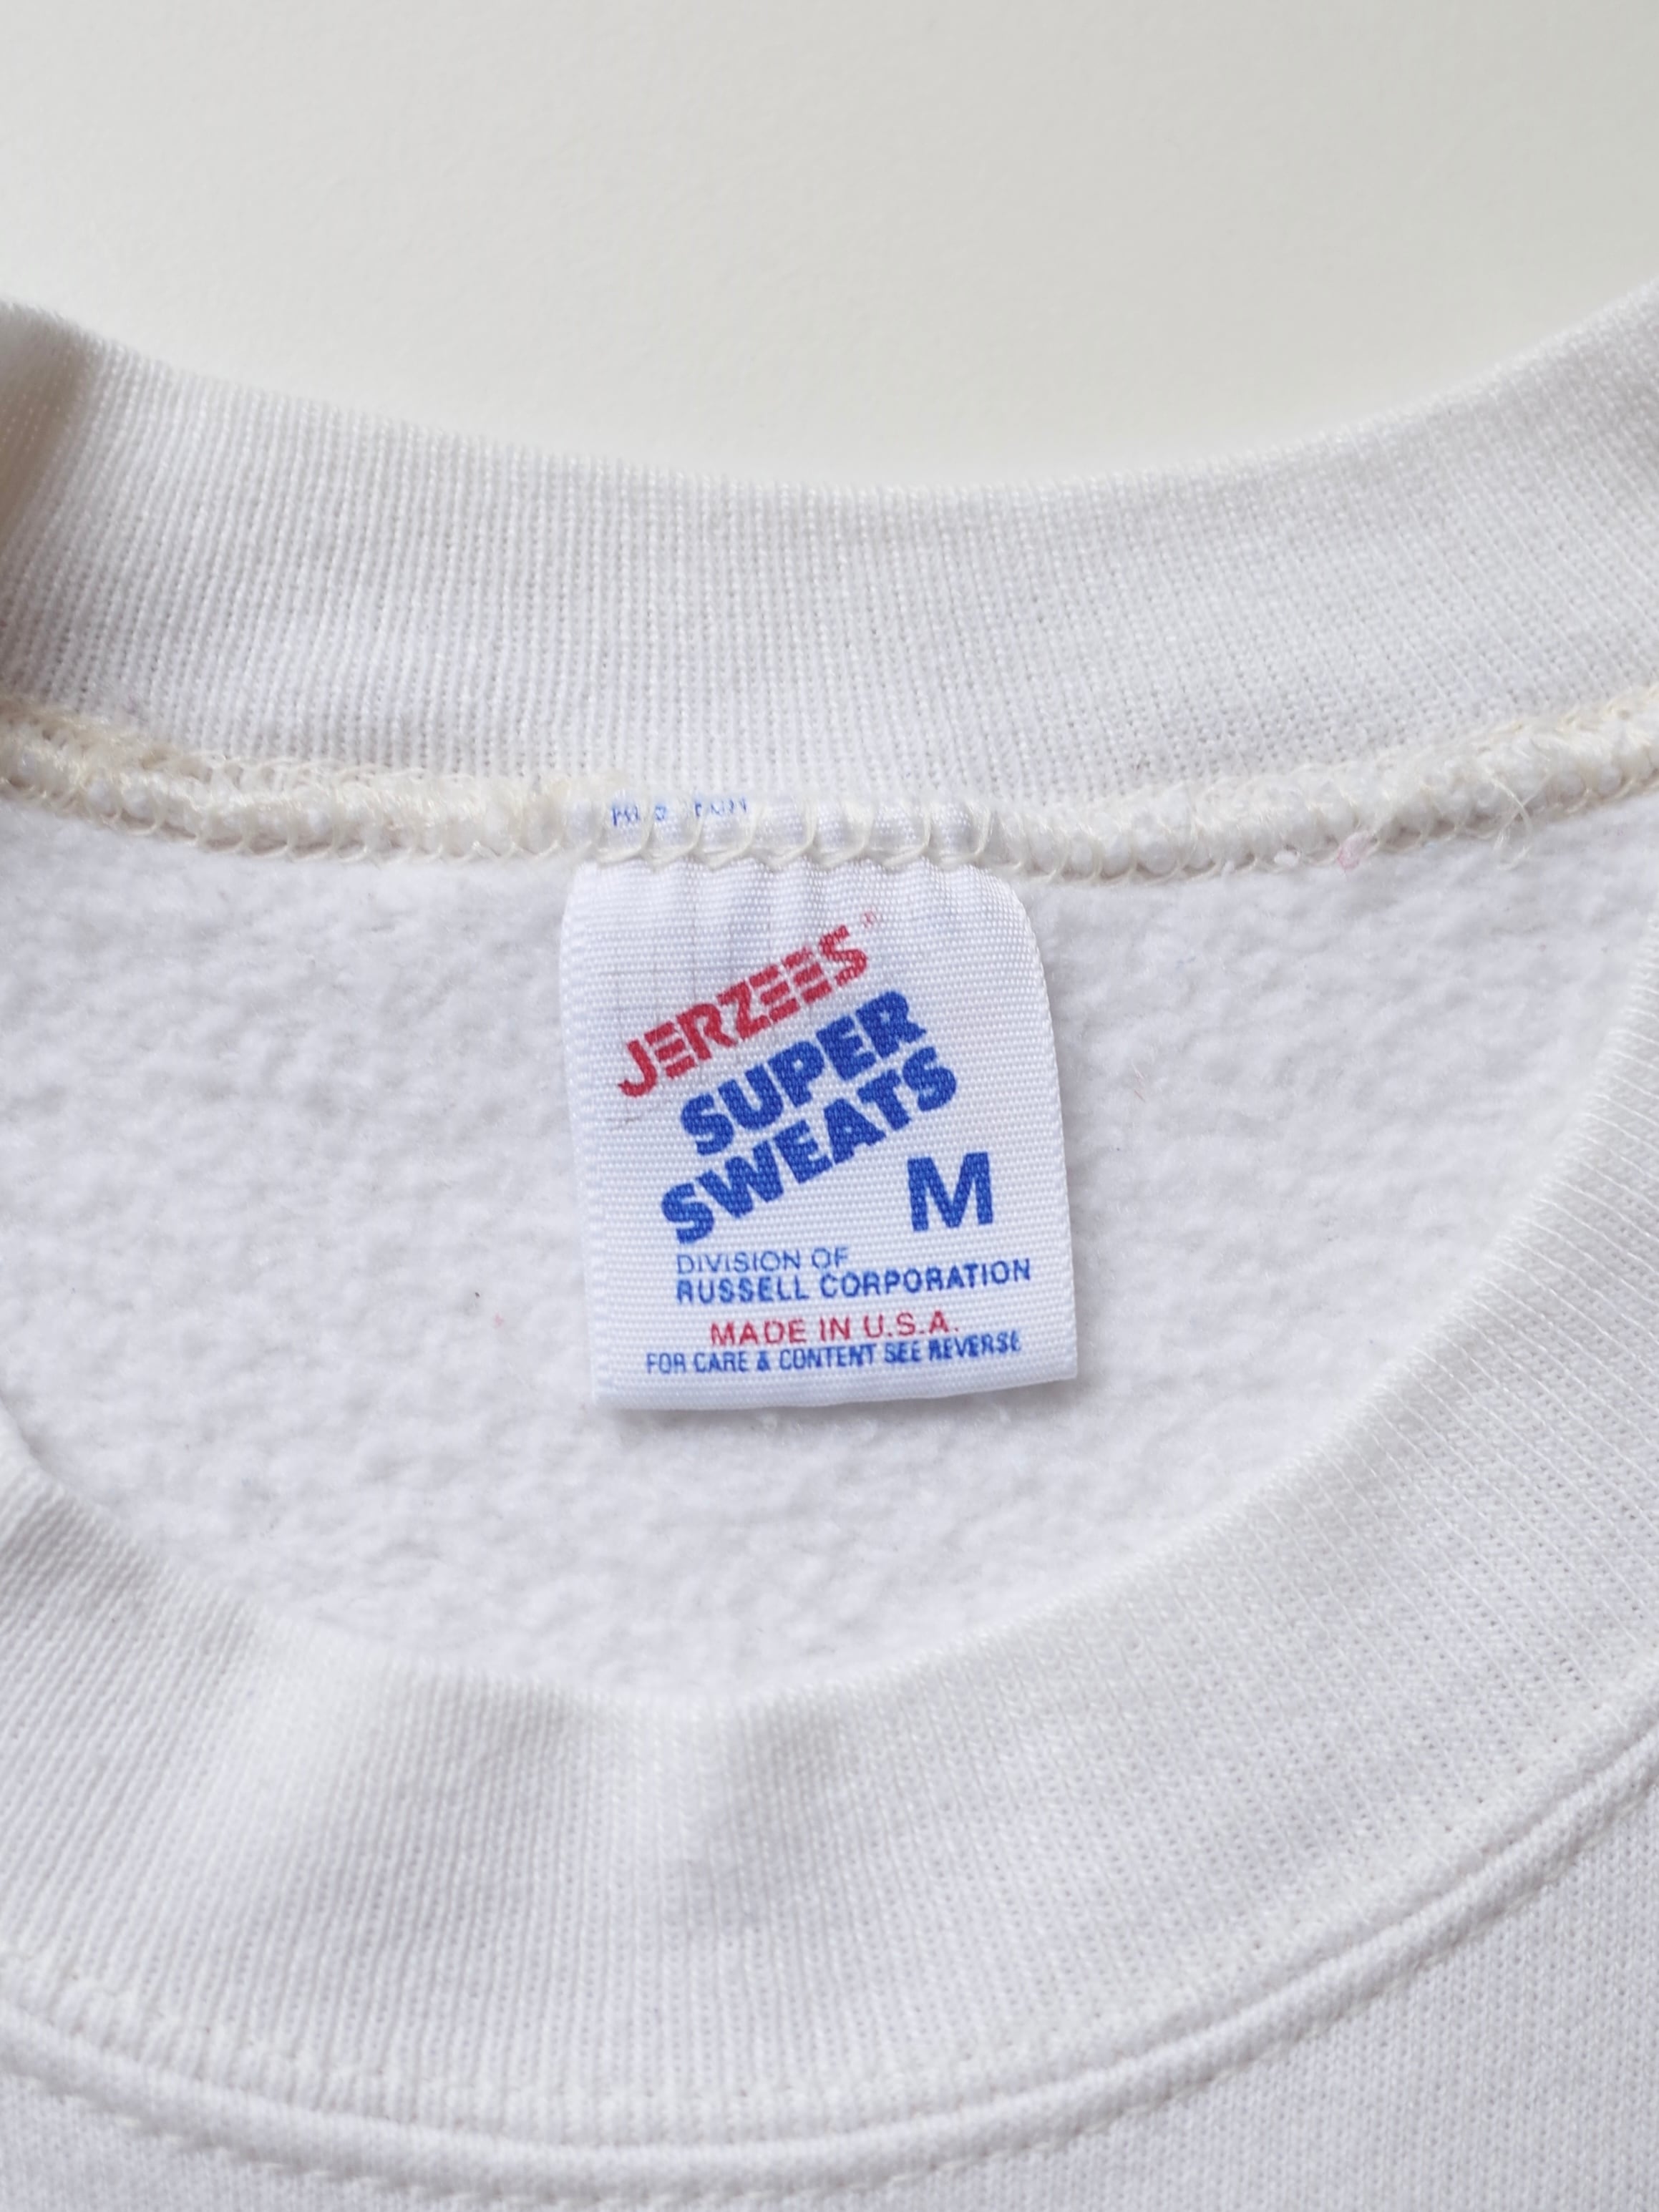 JERZEES®
SUPER
SWEATS
M
DIVISION OF
RUSSELL CORPORATION
MADE IN U.S.A.
FOR CARE & CONTENT SEE REVERSE